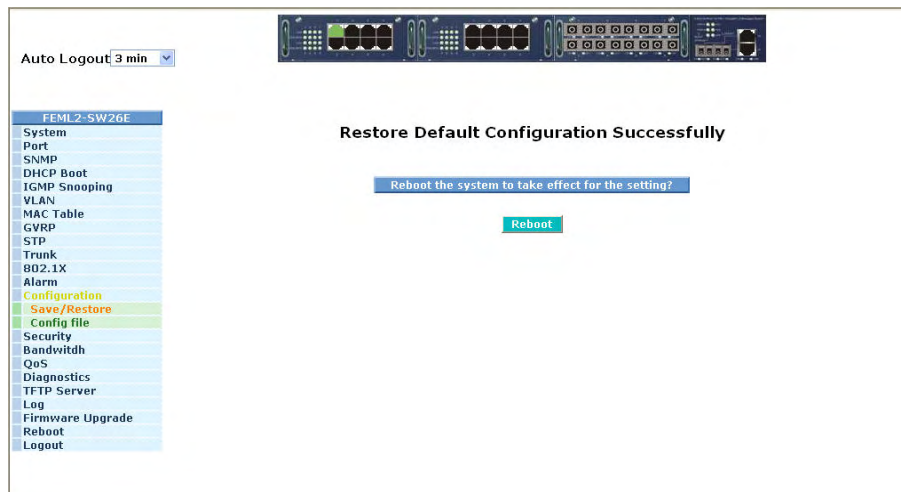 Auto Logout 3 min
FEML2-SW26E
System
Port
SNMP
DHCP Boot
IGMP Snooping
VLAN
MAC Table
GVRP
STP
Trunk
802.1X
Alarm
Configuration
Save/Restore
Config file
Security
Bandwitdh
QoS
Diagnostics
TFTP Server
Log
Firmware Upgrade
Reboot
Logout
Restore Default Configuration Successfully
Reboot the system to take effect for the setting?
Reboot